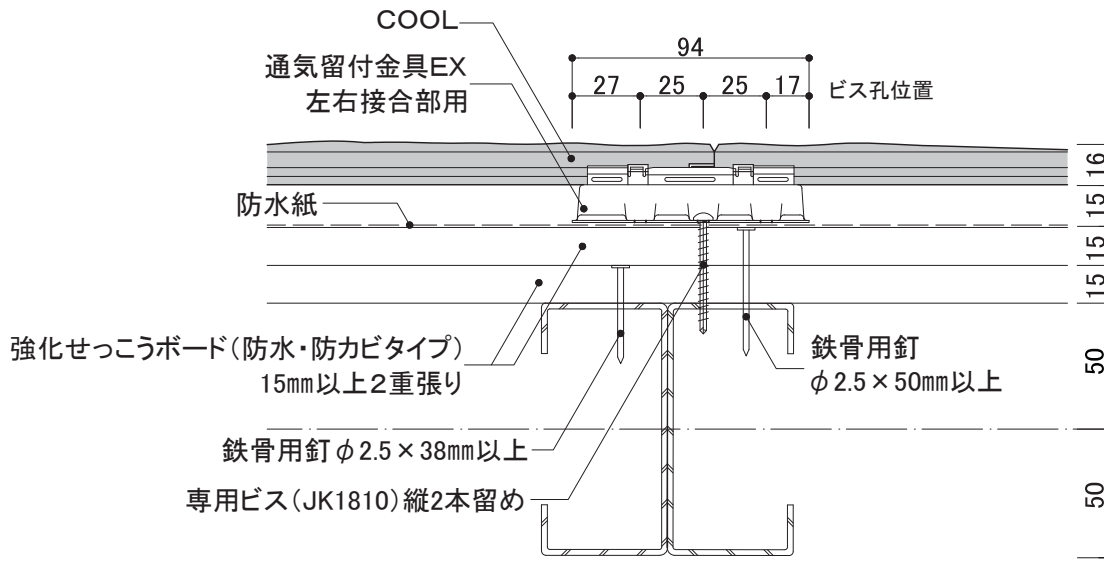 COOL
94
通気留付金具EX
左右接合部用
27 25 25 17 ビス孔位置
16
防水紙
15
15
15
強化せっこうボード(防水・防カビタイプ)
15mm以上2重張り
鉄骨用釘
φ2.5×50mm以上
50
鉄骨用釘φ2.5×38mm以上
専用ビス(JK1810)縦2本留め
50